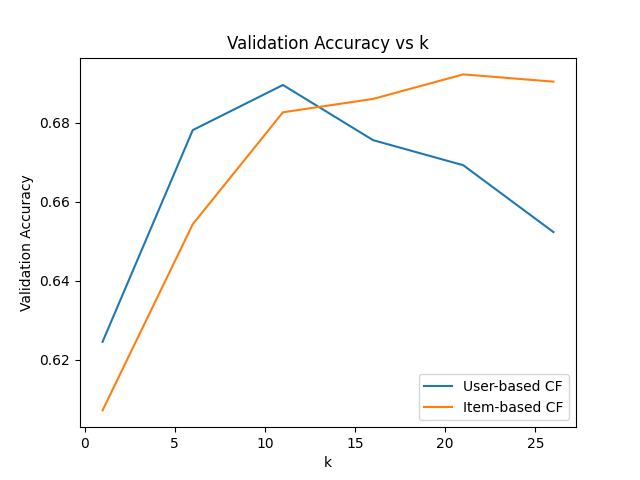 Validation Accuracy vs k
Validation Accuracy
0.68
0.66
0.64
0.62
0 5 10 15 20 25
k
User-based CF
Item-based CF